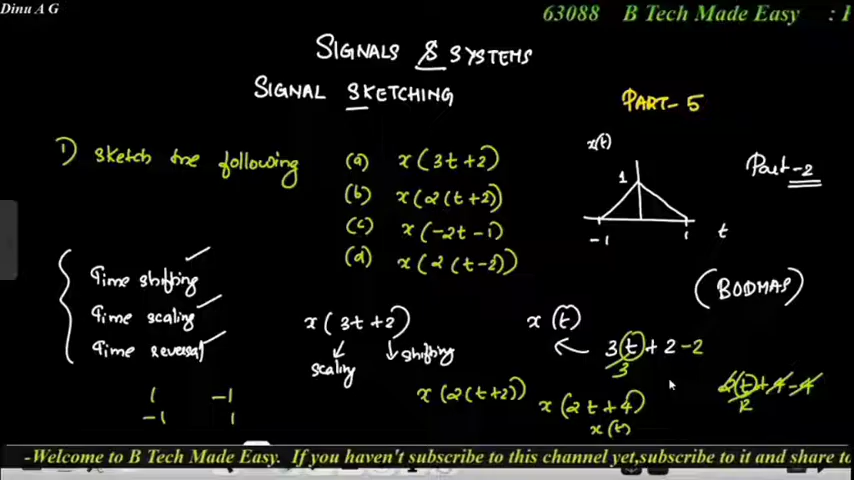 Dinu A G
63088 B Tech Made Easy : I
SIGNALS & SYSTEMS
SIGNAL SKETCHING
PART-5
1) Sketch the following
(a) x(3t+2)
(b) x(2(t+2))
(c) x(-2t-1)
(d) x(2(t-2))
x(t)
1
-1 1 t
Part-2
(BODMAS)
Time shifting
Time scaling
Time reversal
1 -1
-1 1
x(3t+2)
scaling shifting
x(t)
3(t)+2-2
3
x(2(t+2))
x(2t+4)
x(t)
2(t)+4-4
2
-Welcome to B Tech Made Easy. If you haven't subscribe to this channel yet,subscribe to it and share to